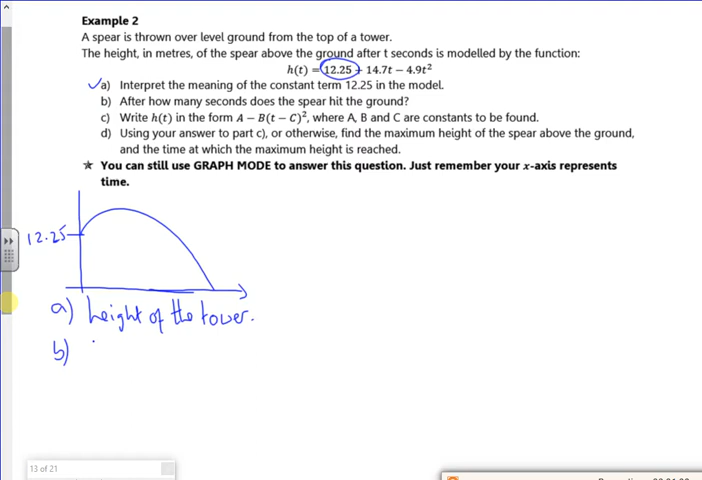 Example 2
A spear is thrown over level ground from the top of a tower.
The height, in metres, of the spear above the ground after t seconds is modelled by the function:
h(t) = 12.25 + 14.7t − 4.9t²
a) Interpret the meaning of the constant term 12.25 in the model.
b) After how many seconds does the spear hit the ground?
c) Write h(t) in the form A − B(t − C)², where A, B and C are constants to be found.
d) Using your answer to part c), or otherwise, find the maximum height of the spear above the ground,
and the time at which the maximum height is reached.
★ You can still use GRAPH MODE to answer this question. Just remember your x-axis represents
time.
12.25
a) height of the tower.
b)
13 of 21